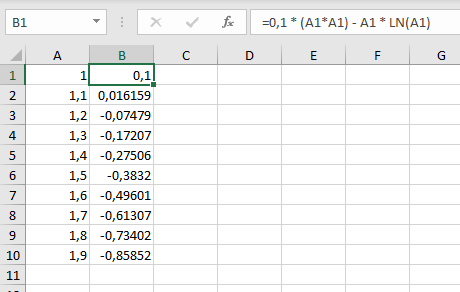 B1 fx =0,1 * (A1*A1) - A1 * LN(A1)
A B C D E F G
1 1 0,1
2 1,1 0,016159
3 1,2 -0,07479
4 1,3 -0,17207
5 1,4 -0,27506
6 1,5 -0,3832
7 1,6 -0,49601
8 1,7 -0,61307
9 1,8 -0,73402
10 1,9 -0,85852
11